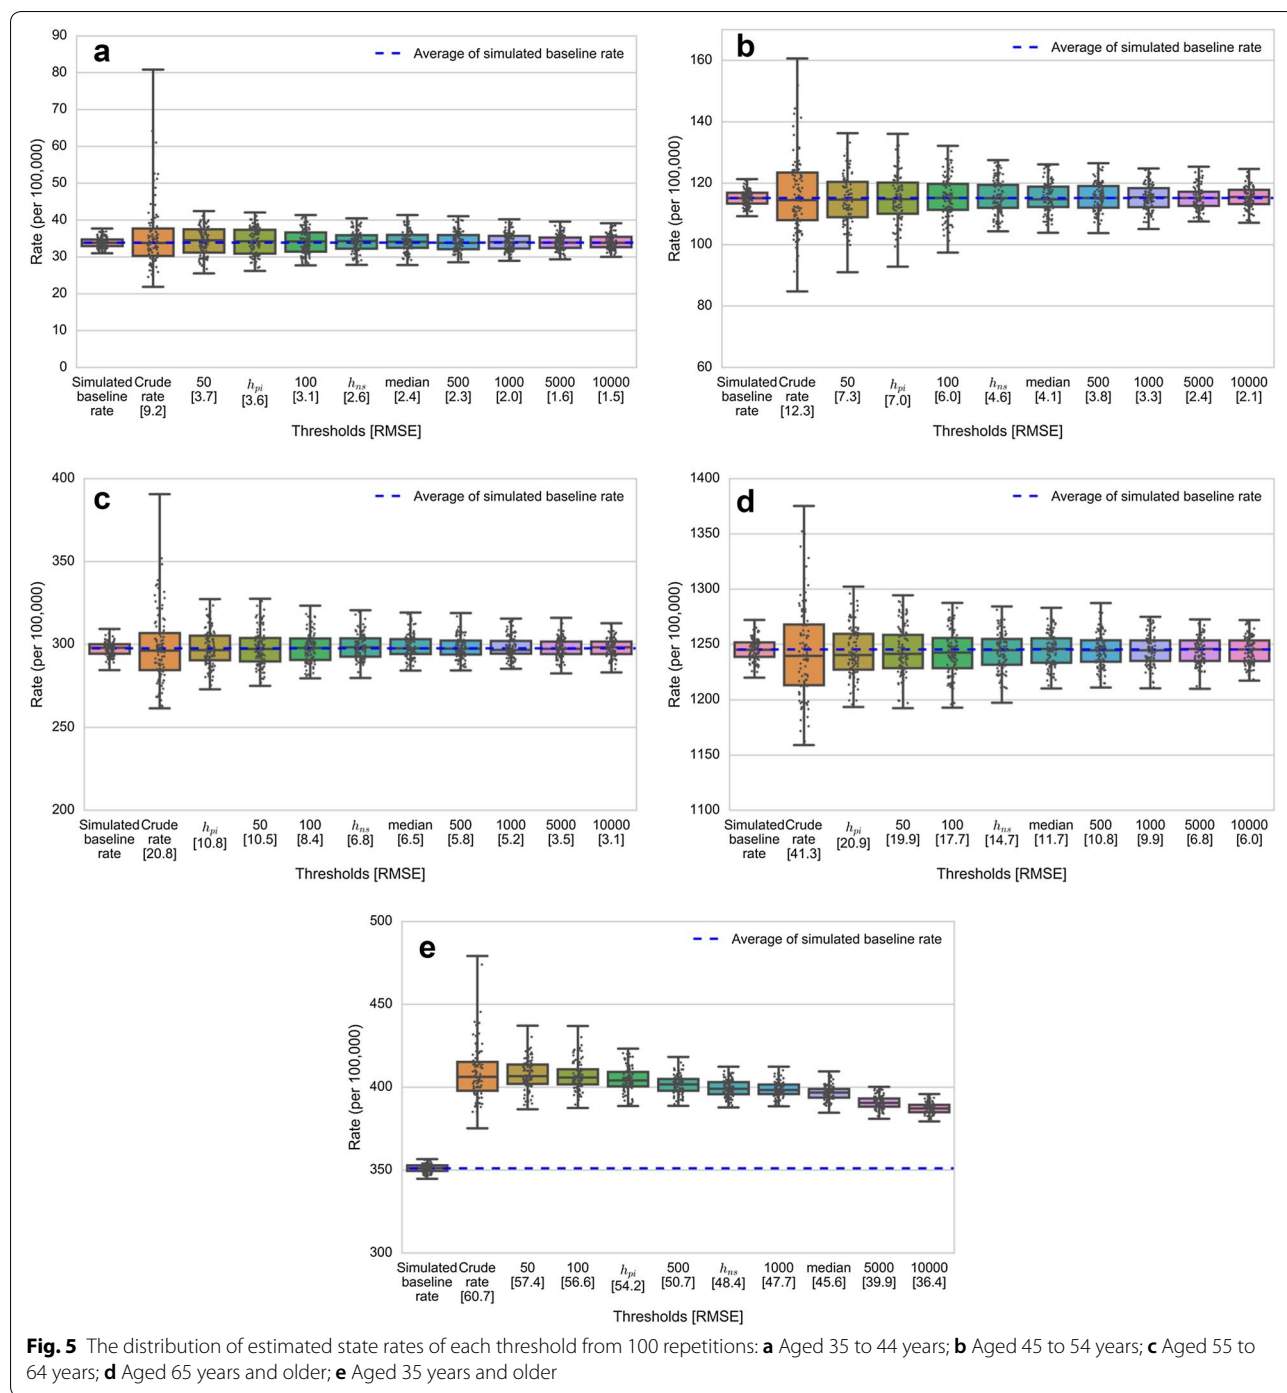 a
Average of simulated baseline rate
90
80
70
60
50
40
30
20
10
0
Rate (per 100,000)
Simulated baseline rate
Crude rate [9.2]
50 [3.7]
h_pi [3.6]
100 [3.1]
h_ns [2.6]
median [2.4]
500 [2.3]
1000 [2.0]
5000 [1.6]
10000 [1.5]
Thresholds [RMSE]
b
Average of simulated baseline rate
160
140
120
100
80
60
Rate (per 100,000)
Simulated baseline rate
Crude rate [12.3]
50 [7.3]
h_pi [7.0]
100 [6.0]
h_ns [4.6]
median [4.1]
500 [3.8]
1000 [3.3]
5000 [2.4]
10000 [2.1]
Thresholds [RMSE]
c
Average of simulated baseline rate
400
350
300
250
200
Rate (per 100,000)
Simulated baseline rate
Crude rate [20.8]
h_pi [10.8]
50 [10.5]
100 [8.4]
h_ns [6.8]
median [6.5]
500 [5.8]
1000 [5.2]
5000 [3.5]
10000 [3.1]
Thresholds [RMSE]
d
Average of simulated baseline rate
1400
1350
1300
1250
1200
1150
1100
Rate (per 100,000)
Simulated baseline rate
Crude rate [41.3]
h_pi [20.9]
50 [19.9]
100 [17.7]
h_ns [14.7]
median [11.7]
500 [10.8]
1000 [9.9]
5000 [6.8]
10000 [6.0]
Thresholds [RMSE]
e
Average of simulated baseline rate
500
450
400
350
300
Rate (per 100,000)
Simulated baseline rate
Crude rate [60.7]
50 [57.4]
100 [56.6]
h_pi [54.2]
500 [50.7]
h_ns [48.4]
1000 [47.7]
median [45.6]
5000 [39.9]
10000 [36.4]
Thresholds [RMSE]
Fig. 5 The distribution of estimated state rates of each threshold from 100 repetitions: a Aged 35 to 44 years; b Aged 45 to 54 years; c Aged 55 to
64 years; d Aged 65 years and older; e Aged 35 years and older